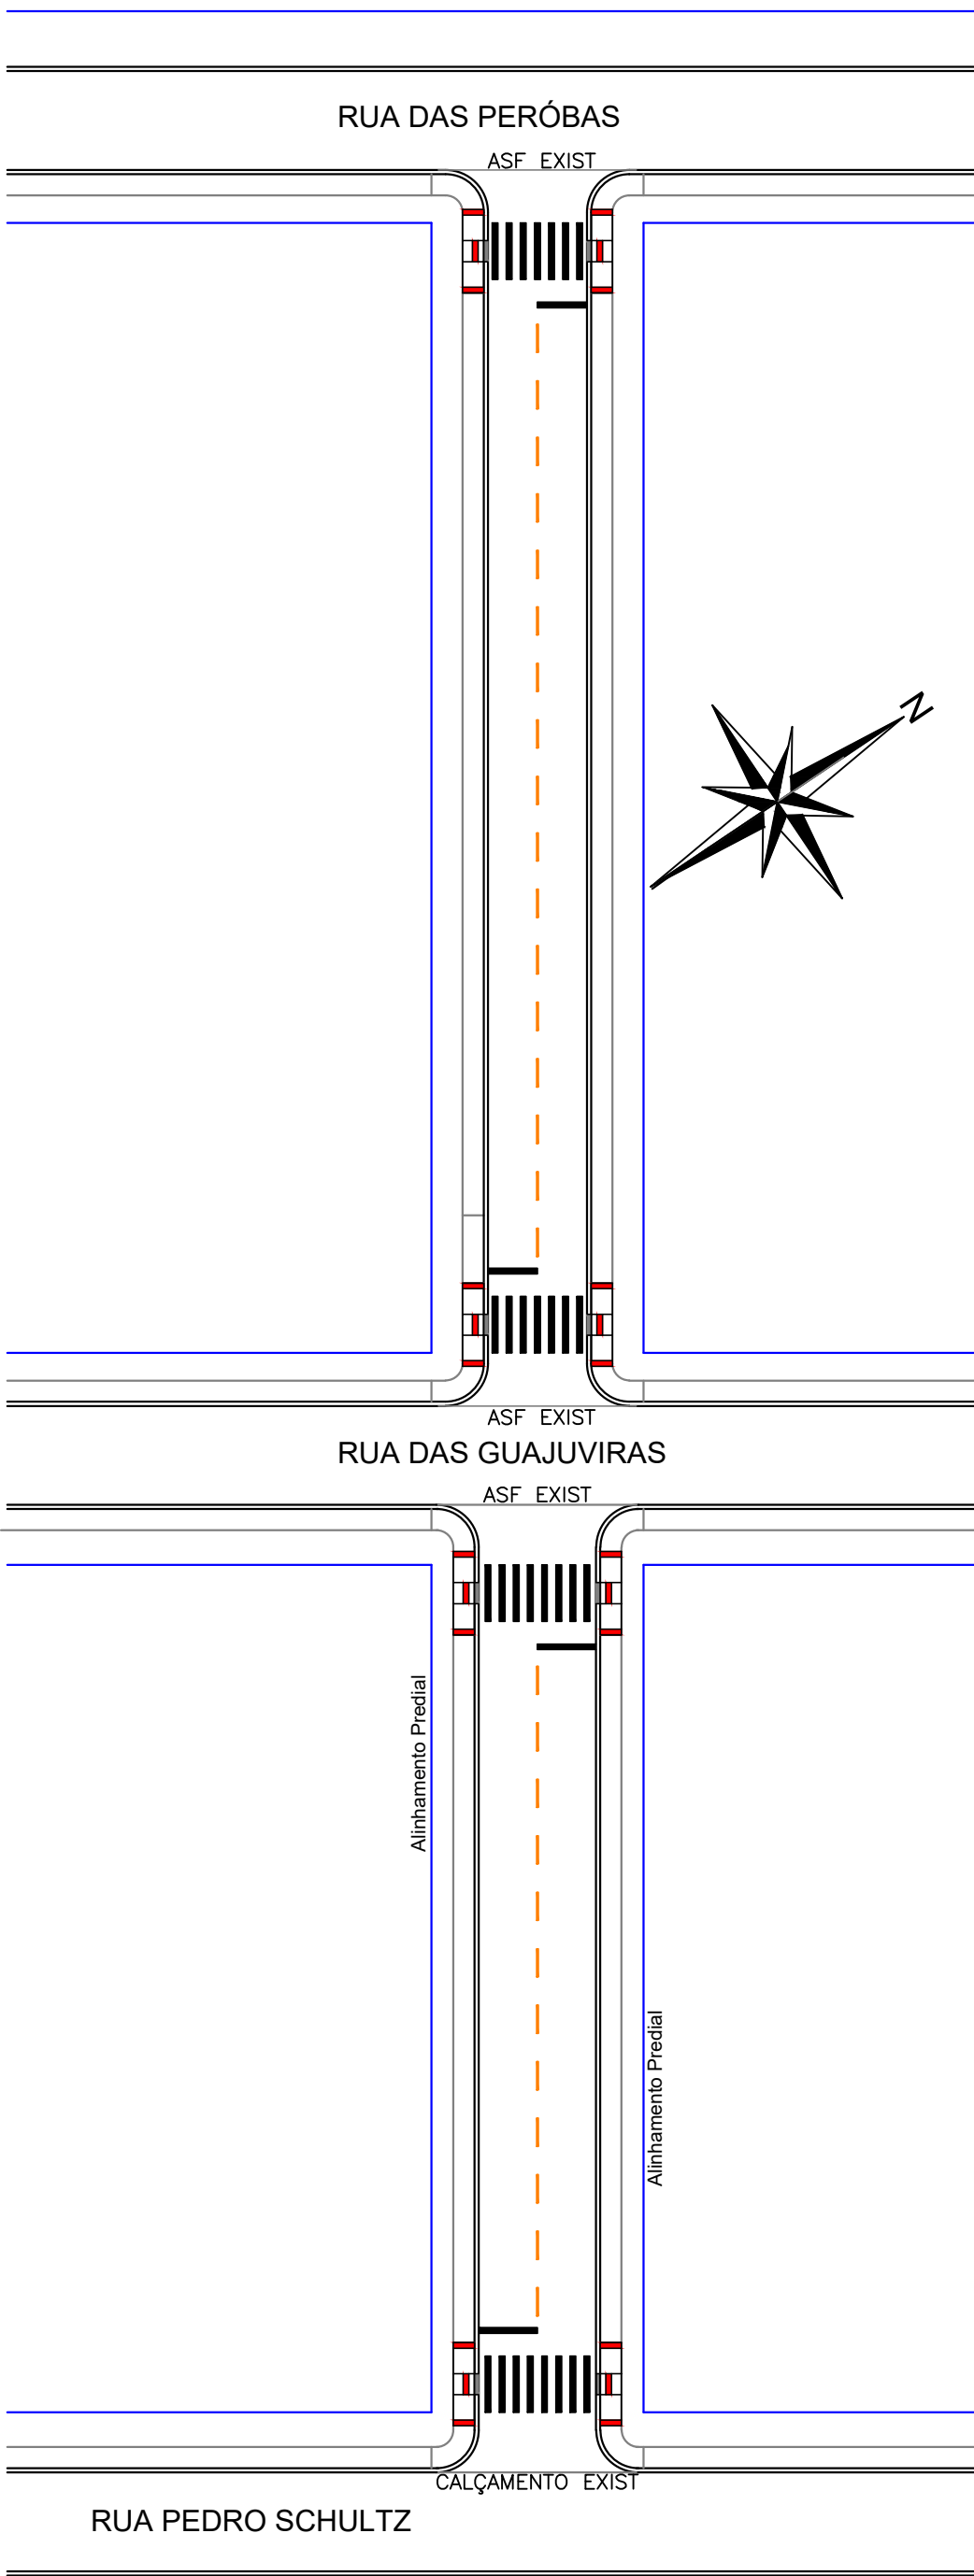 RUA DAS PERÓBAS
ASF EXIST
N
ASF EXIST
RUA DAS GUAJUVIRAS
ASF EXIST
Alinhamento Predial
Alinhamento Predial
CALÇAMENTO EXIST
RUA PEDRO SCHULTZ